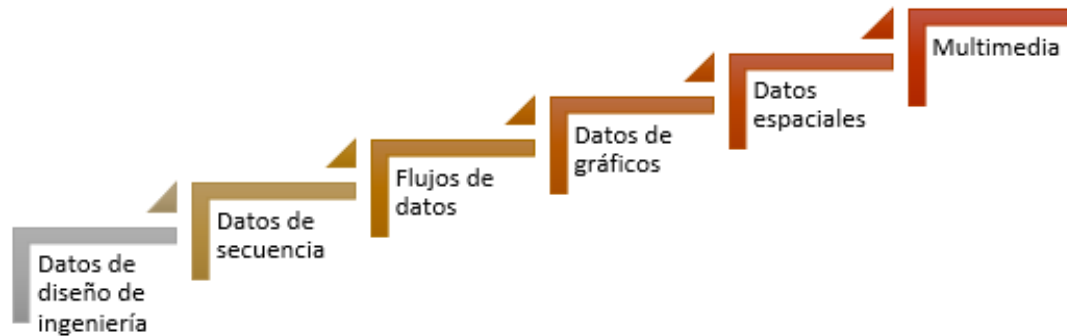 Datos de
diseño de
ingeniería
Datos de
secuencia
Flujos de
datos
Datos de
gráficos
Datos
espaciales
Multimedia